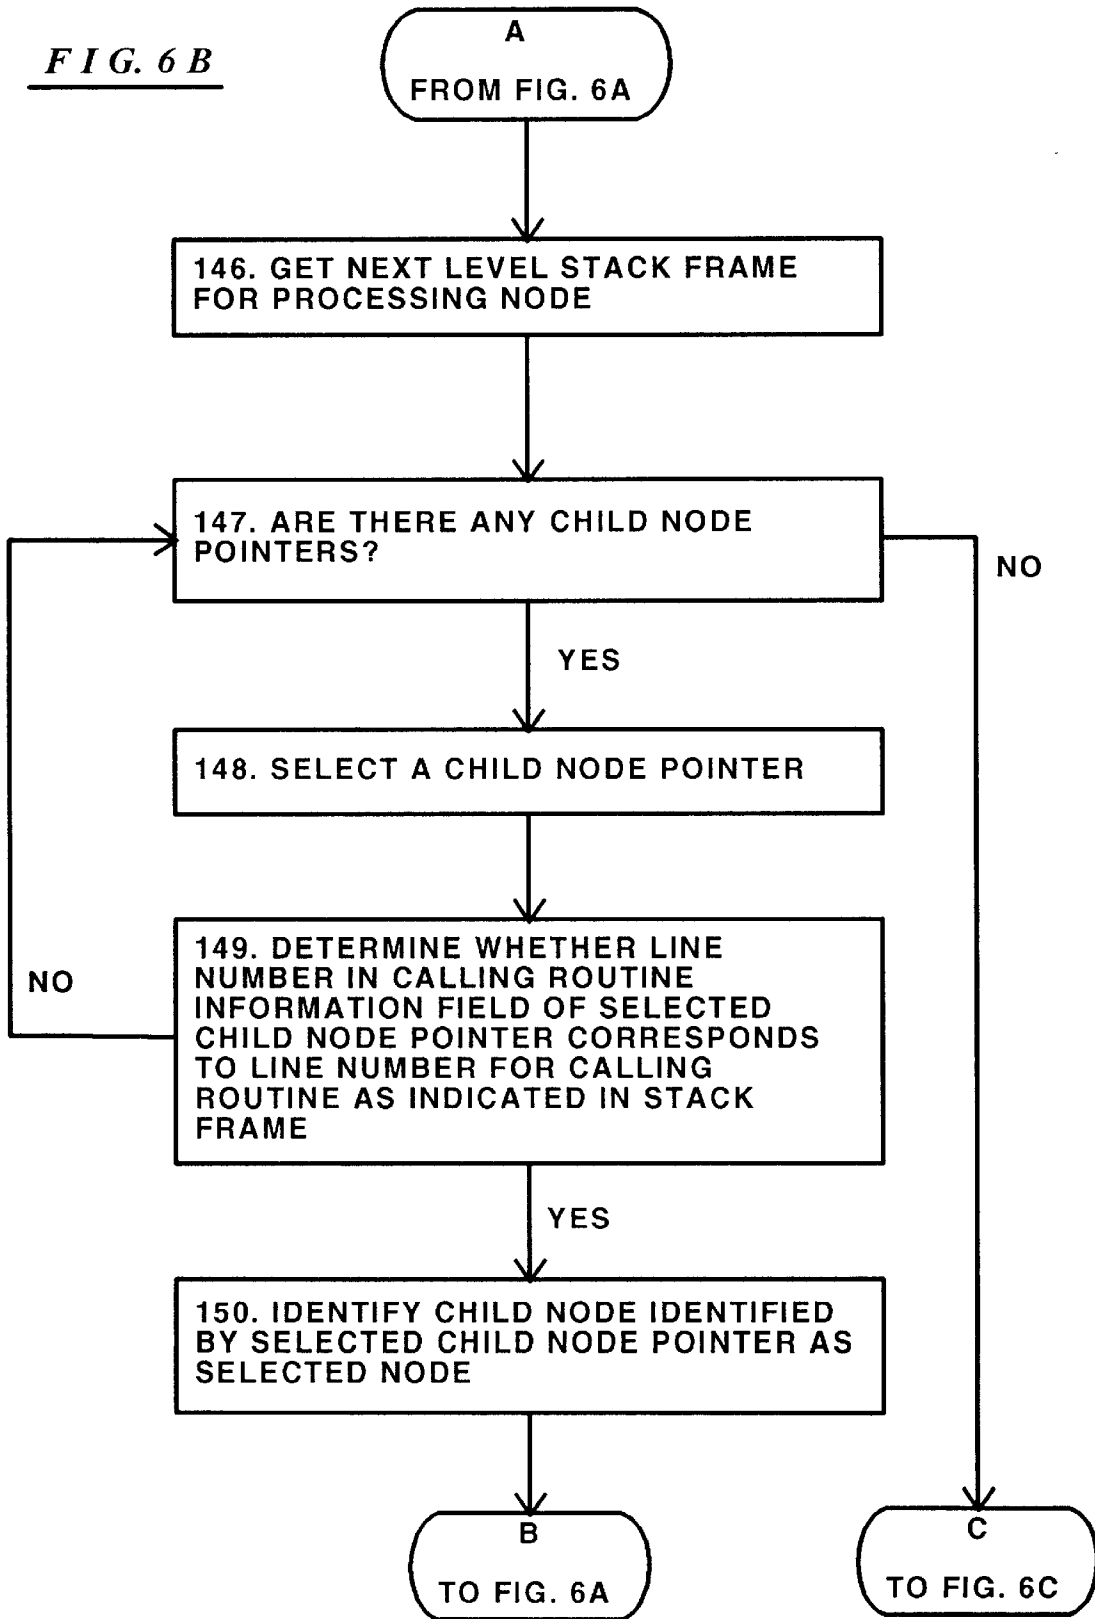 FIG. 6B
A
FROM FIG. 6A
146. GET NEXT LEVEL STACK FRAME
FOR PROCESSING NODE
147. ARE THERE ANY CHILD NODE
POINTERS?
NO
YES
148. SELECT A CHILD NODE POINTER
149. DETERMINE WHETHER LINE
NUMBER IN CALLING ROUTINE
INFORMATION FIELD OF SELECTED
CHILD NODE POINTER CORRESPONDS
TO LINE NUMBER FOR CALLING
ROUTINE AS INDICATED IN STACK
FRAME
NO
YES
150. IDENTIFY CHILD NODE IDENTIFIED
BY SELECTED CHILD NODE POINTER AS
SELECTED NODE
B
TO FIG. 6A
C
TO FIG. 6C